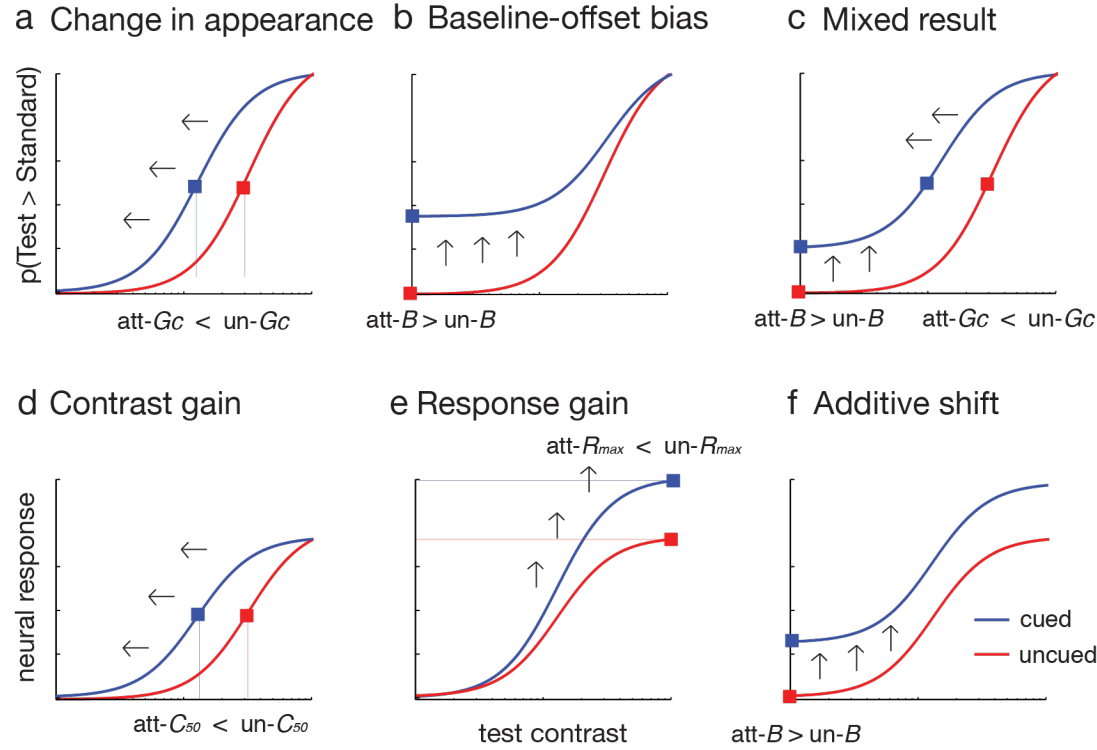 a Change in appearance
b Baseline-offset bias
c Mixed result
p(Test > Standard)
att-Gc < un-Gc
att-B > un-B
att-B > un-B
att-Gc < un-Gc
d Contrast gain
e Response gain
f Additive shift
att-Rmax < un-Rmax
neural response
cued
uncued
att-C50 < un-C50
test contrast
att-B > un-B